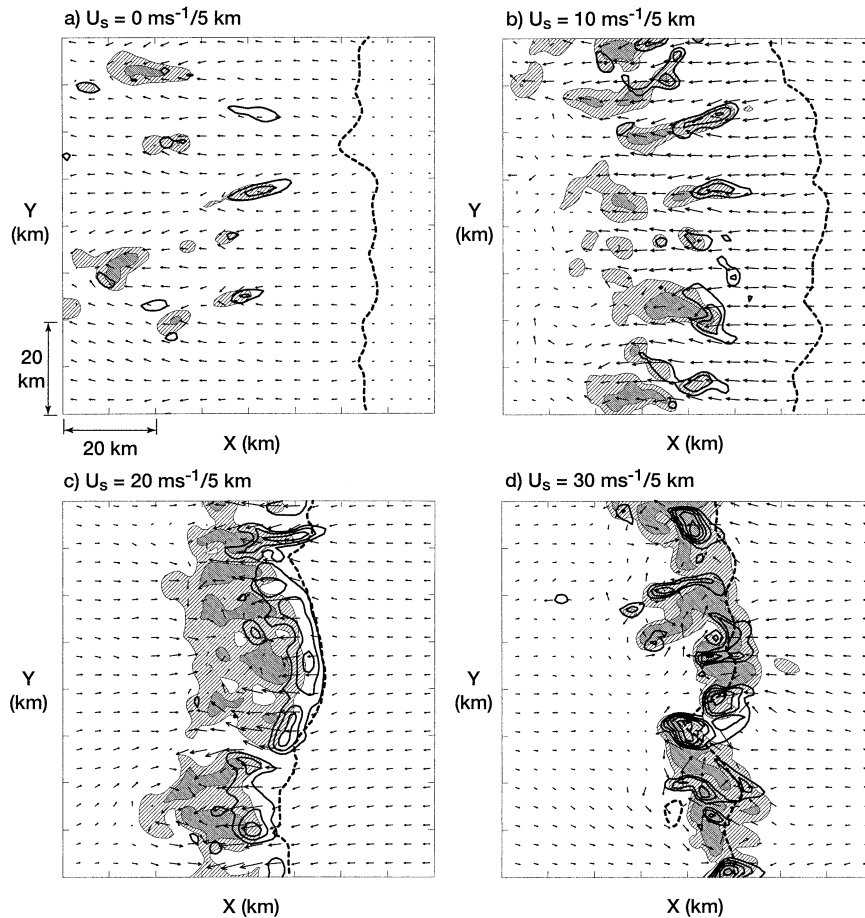 a) Us = 0 ms⁻¹/5 km
b) Us = 10 ms⁻¹/5 km
Y
(km)
20
km
20 km
X (km)
Y
(km)
X (km)
c) Us = 20 ms⁻¹/5 km
d) Us = 30 ms⁻¹/5 km
Y
(km)
X (km)
Y
(km)
X (km)